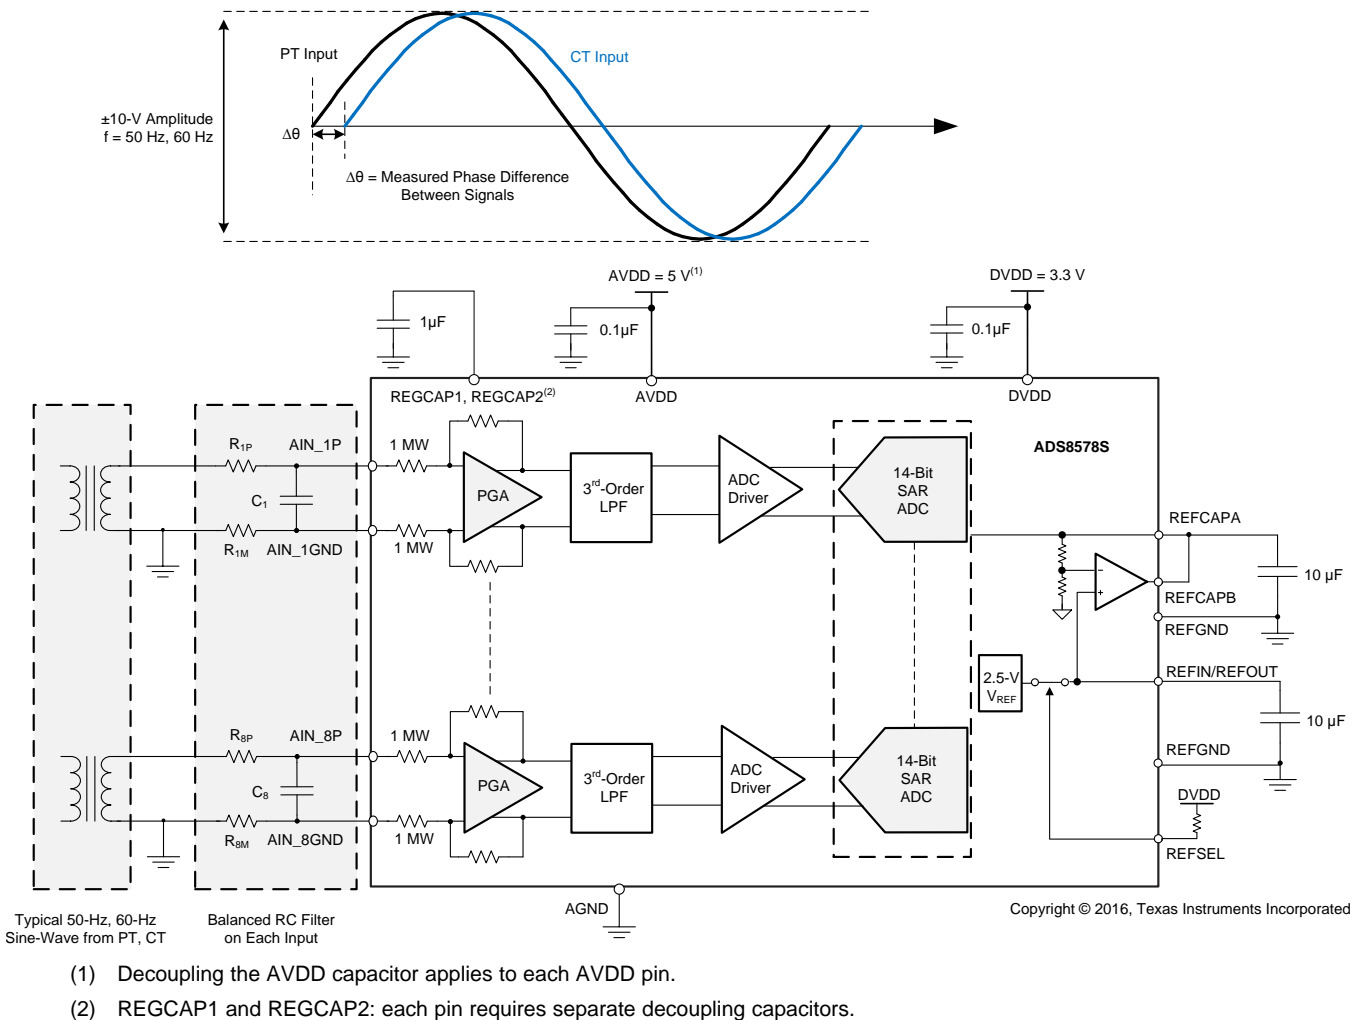 PT Input
CT Input
±10-V Amplitude
f = 50 Hz, 60 Hz
Δθ
Δθ = Measured Phase Difference
Between Signals
AVDD = 5 V(1)
DVDD = 3.3 V
1µF
0.1µF
0.1µF
REGCAP1, REGCAP2(2)
AVDD
DVDD
ADS8578S
R1P
AIN_1P
1 MW
C1
PGA
3rd-Order
LPF
ADC
Driver
14-Bit
SAR
ADC
R1M
AIN_1GND
1 MW
REFCAPA
10 µF
REFCAPB
REFGND
2.5-V
VREF
REFIN/REFOUT
10 µF
REFGND
R8P
AIN_8P
1 MW
C8
PGA
3rd-Order
LPF
ADC
Driver
14-Bit
SAR
ADC
R8M
AIN_8GND
1 MW
DVDD
REFSEL
AGND
Copyright © 2016, Texas Instruments Incorporated
Typical 50-Hz, 60-Hz
Sine-Wave from PT, CT
Balanced RC Filter
on Each Input
(1) Decoupling the AVDD capacitor applies to each AVDD pin.
(2) REGCAP1 and REGCAP2: each pin requires separate decoupling capacitors.